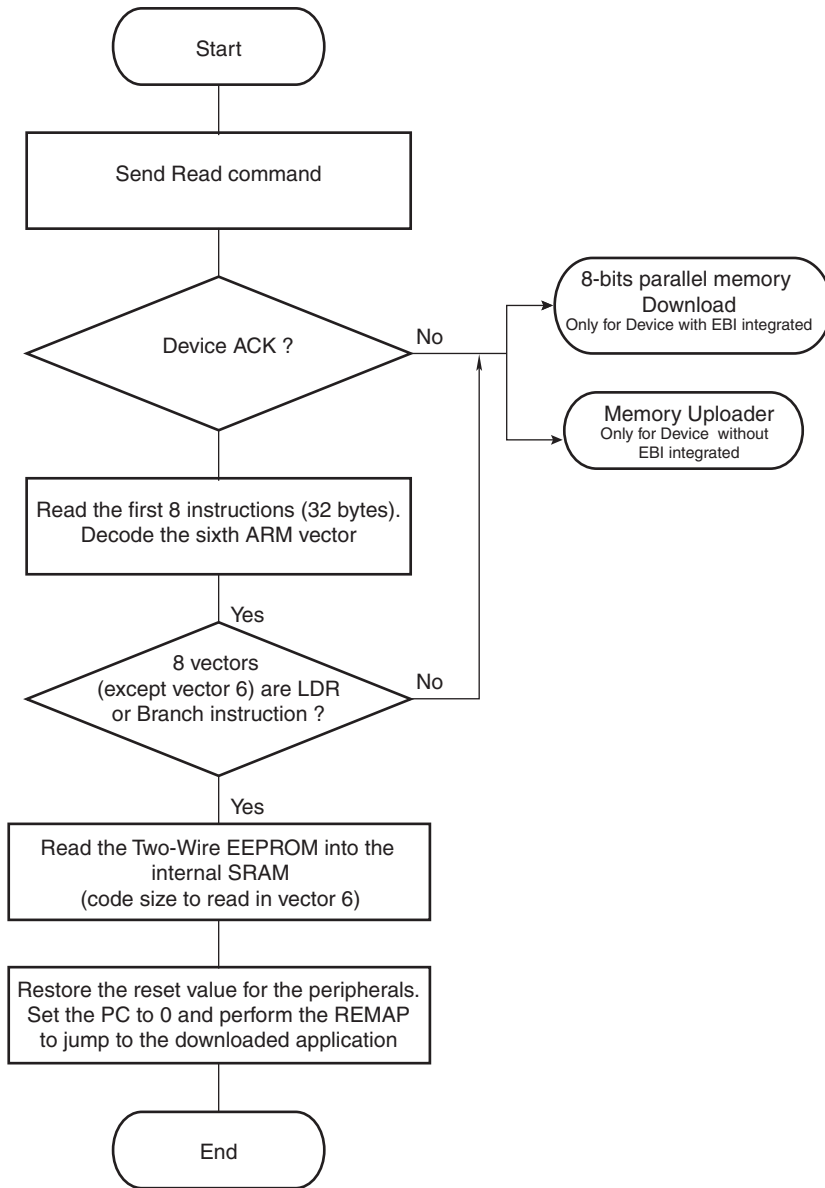 Start
Send Read command
Device ACK ?
No
8-bits parallel memory
Download
Only for Device with EBI integrated
Memory Uploader
Only for Device without
EBI integrated
Read the first 8 instructions (32 bytes).
Decode the sixth ARM vector
Yes
8 vectors
(except vector 6) are LDR
or Branch instruction ?
No
Yes
Read the Two-Wire EEPROM into the
internal SRAM
(code size to read in vector 6)
Restore the reset value for the peripherals.
Set the PC to 0 and perform the REMAP
to jump to the downloaded application
End